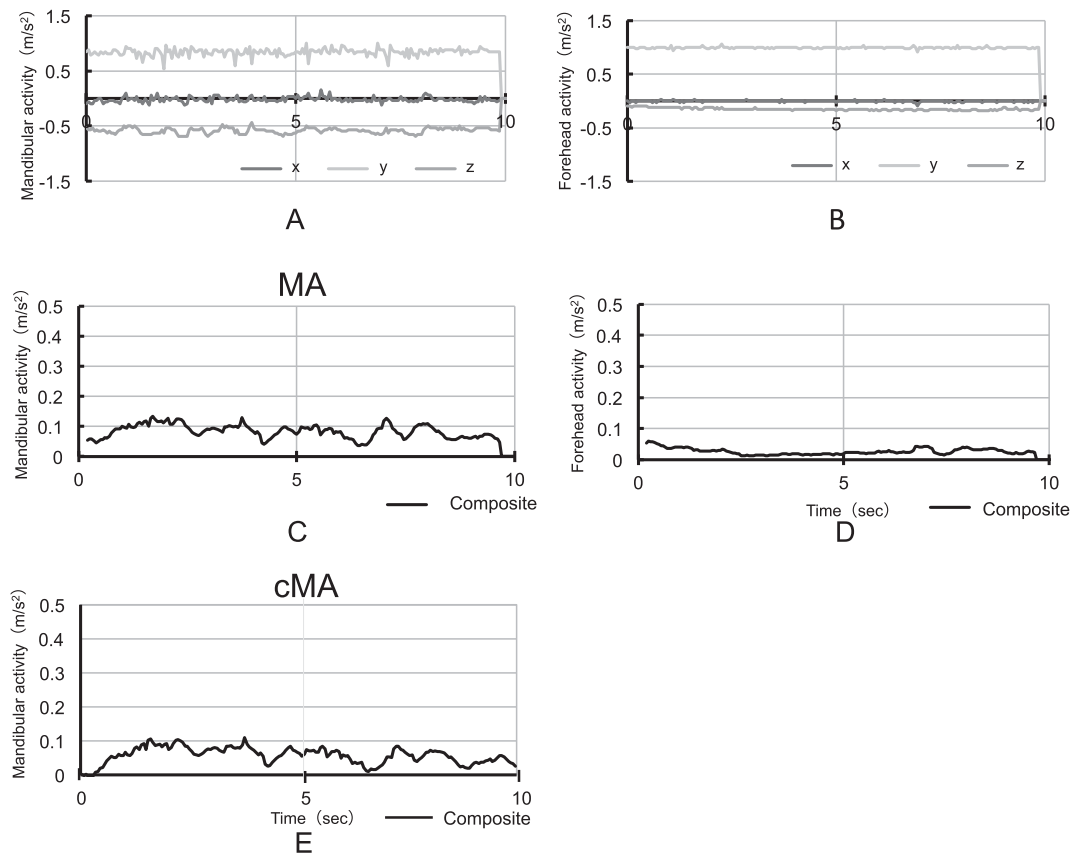 Mandibular activity（m/s²）
1.5
0.5
-0.5
-1.5
0
5
10
x
y
z
A
Forehead activity（m/s²）
1.5
0.5
-0.5
-1.5
0
5
10
x
y
z
B
MA
Mandibular activity（m/s²）
0.5
0.4
0.3
0.2
0.1
0
0
5
10
Composite
C
Forehead activity（m/s²）
0.5
0.4
0.3
0.2
0.1
0
0
5
10
Time（sec）
Composite
D
cMA
Mandibular activity（m/s²）
0.5
0.4
0.3
0.2
0.1
0
0
5
10
Time（sec）
Composite
E